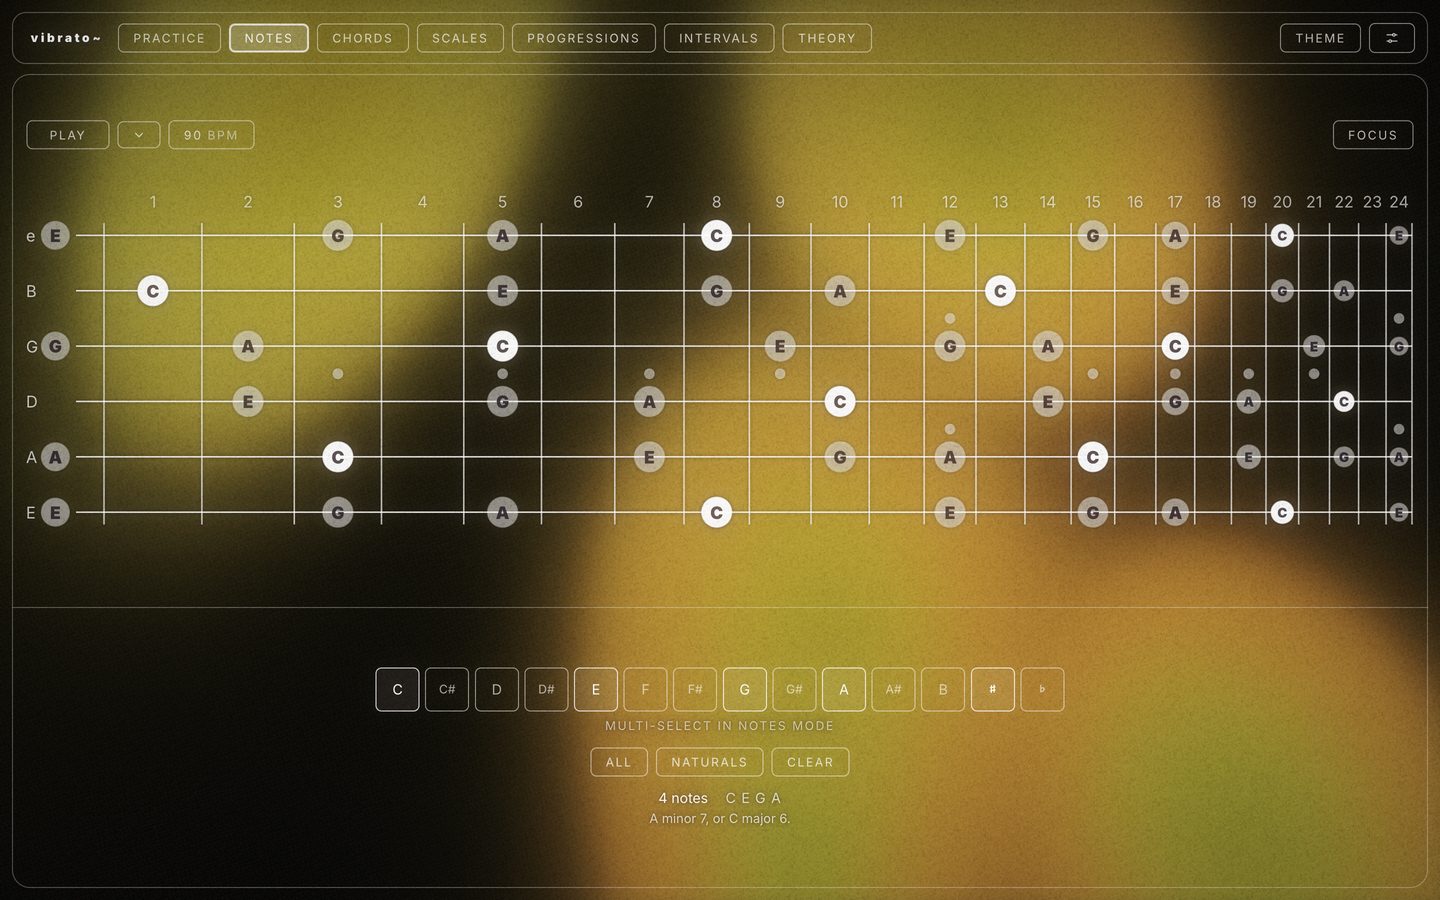 vibrato~ PRACTICE NOTES CHORDS SCALES PROGRESSIONS INTERVALS THEORY THEME
PLAY 90 BPM FOCUS
1 2 3 4 5 6 7 8 9 10 11 12 13 14 15 16 17 18 19 20 21 22 23 24
e E G A C E G A C E
B C E G A C E G A
G G A C E G A C E G
D E G A C E G A C
A A C E G A C E G A
E E G A C E G A C E
C C# D D# E F F# G G# A A# B # ♭
MULTI-SELECT IN NOTES MODE
ALL NATURALS CLEAR
4 notes C E G A
A minor 7, or C major 6.